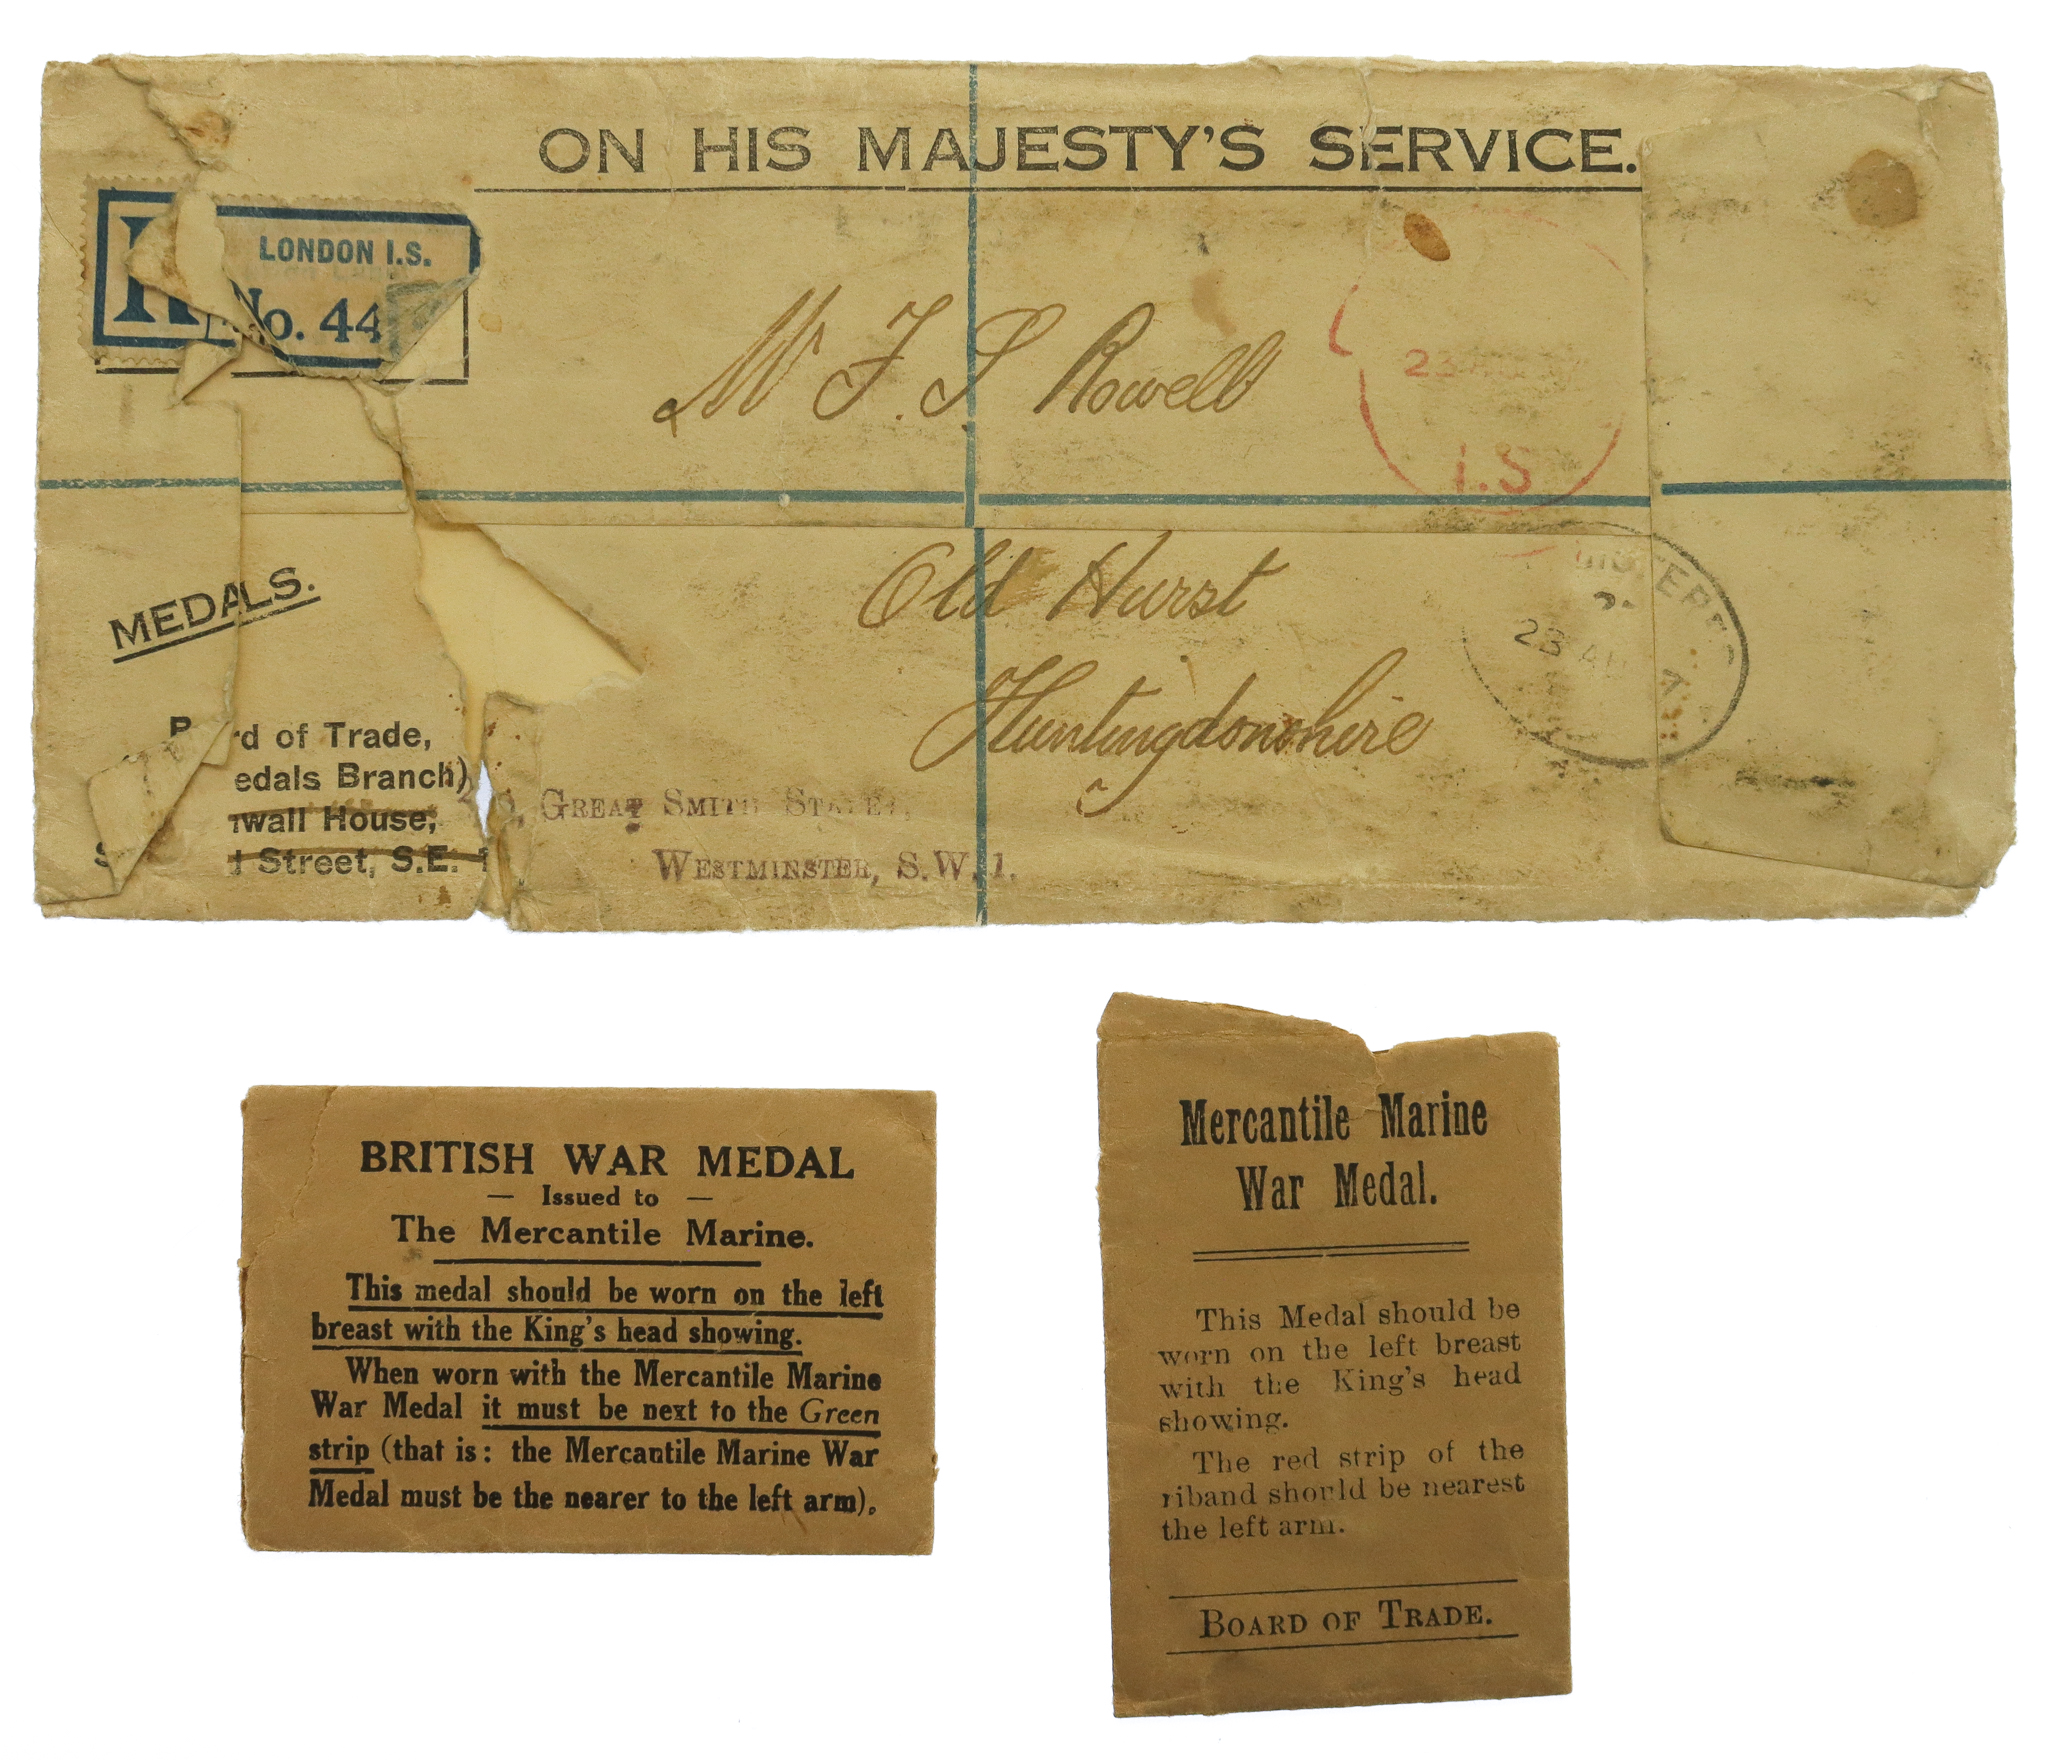 ON HIS MAJESTY'S SERVICE.
LONDON I.S.
No. 44
Mr F. S Rowell
I.S
Old Hurst
Huntingdonshire
MEDALS.
of Trade,
Branch)
House,
Street, S.E. 1
GREAT SMITH STREET,
WESTMINSTER, S.W.1.
BRITISH WAR MEDAL
— Issued to —
The Mercantile Marine.
This medal should be worn on the left
breast with the King's head showing.
When worn with the Mercantile Marine
War Medal it must be next to the Green
strip (that is: the Mercantile Marine War
Medal must be the nearer to the left arm).
Mercantile Marine
War Medal.
This Medal should be
worn on the left breast
with the King's head
showing.
The red strip of the
riband should be nearest
the left arm.
BOARD OF TRADE.